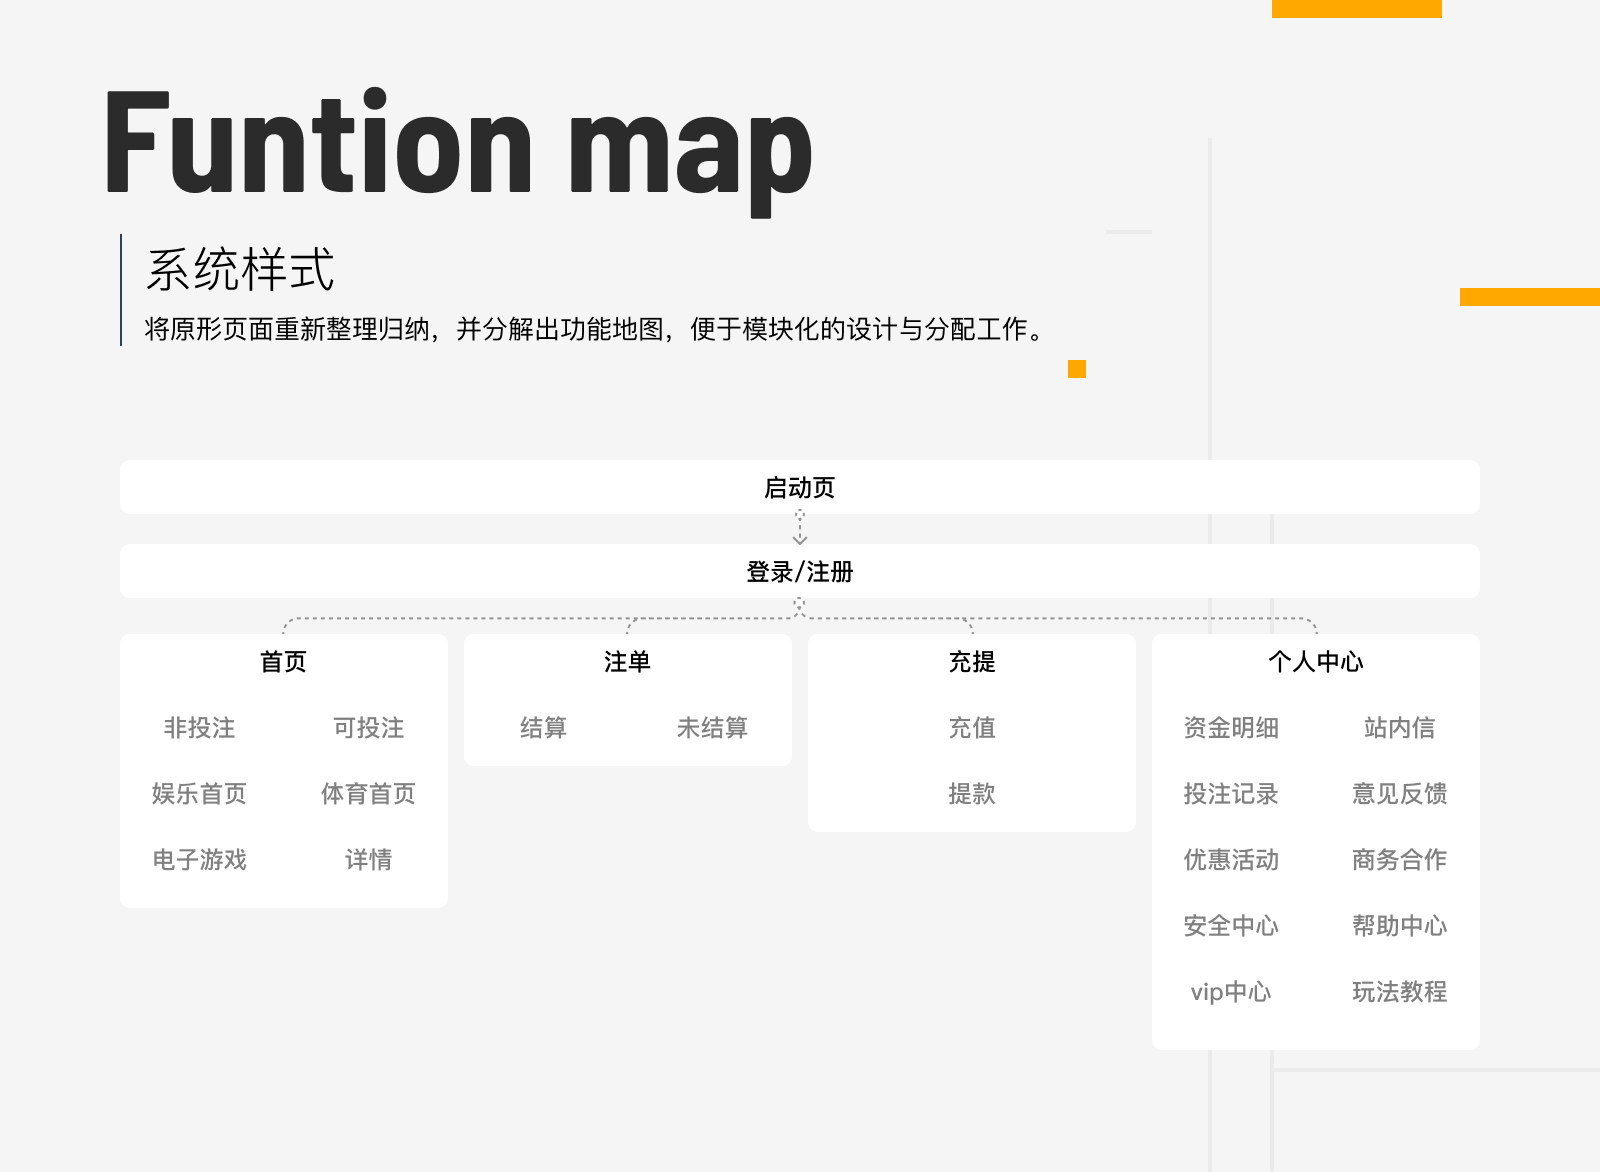 Funtion map
系统样式
将原形页面重新整理归纳，并分解出功能地图，便于模块化的设计与分配工作。
启动页
登录/注册
首页
非投注 可投注
娱乐首页 体育首页
电子游戏 详情
注单
结算 未结算
充提
充值
提款
个人中心
资金明细 站内信
投注记录 意见反馈
优惠活动 商务合作
安全中心 帮助中心
vip中心 玩法教程